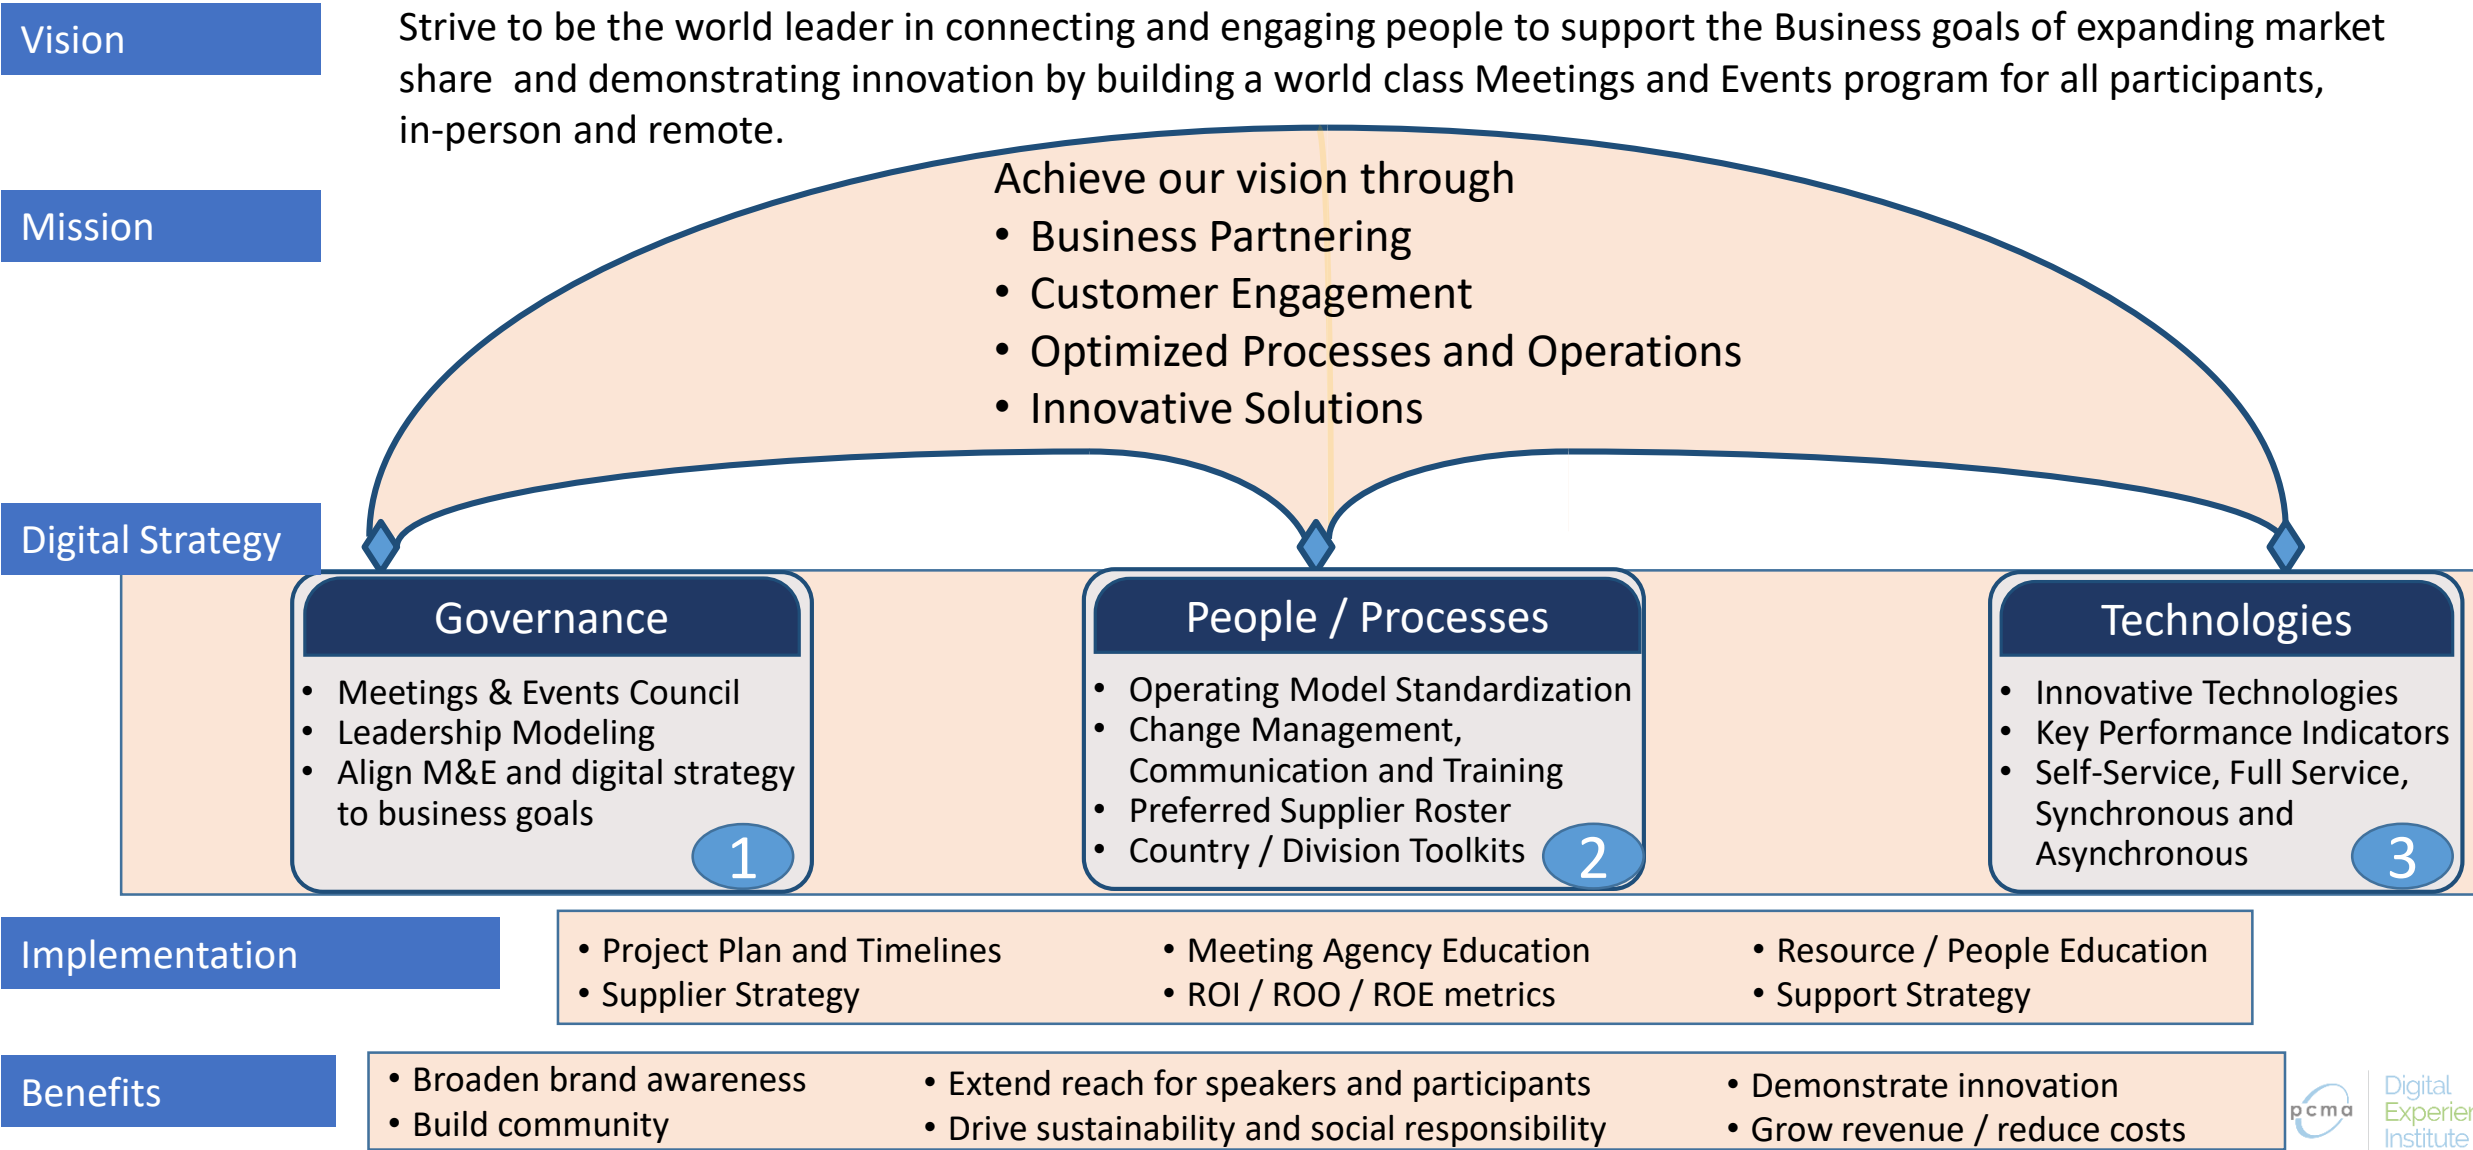 Vision
Strive to be the world leader in connecting and engaging people to support the Business goals of expanding market
share  and demonstrating innovation by building a world class Meetings and Events program for all participants,
in-person and remote.
Mission
Achieve our vision through
• Business Partnering
• Customer Engagement
• Optimized Processes and Operations
• Innovative Solutions
Digital Strategy
Governance
• Meetings & Events Council
• Leadership Modeling
• Align M&E and digital strategy
to business goals
1
People / Processes
• Operating Model Standardization
• Change Management,
Communication and Training
• Preferred Supplier Roster
• Country / Division Toolkits
2
Technologies
• Innovative Technologies
• Key Performance Indicators
• Self-Service, Full Service,
Synchronous and
Asynchronous
3
Implementation
• Project Plan and Timelines
• Supplier Strategy
• Meeting Agency Education
• ROI / ROO / ROE metrics
• Resource / People Education
• Support Strategy
Benefits
• Broaden brand awareness
• Build community
• Extend reach for speakers and participants
• Drive sustainability and social responsibility
• Demonstrate innovation
• Grow revenue / reduce costs
pcma
Digital
Experien
Institute